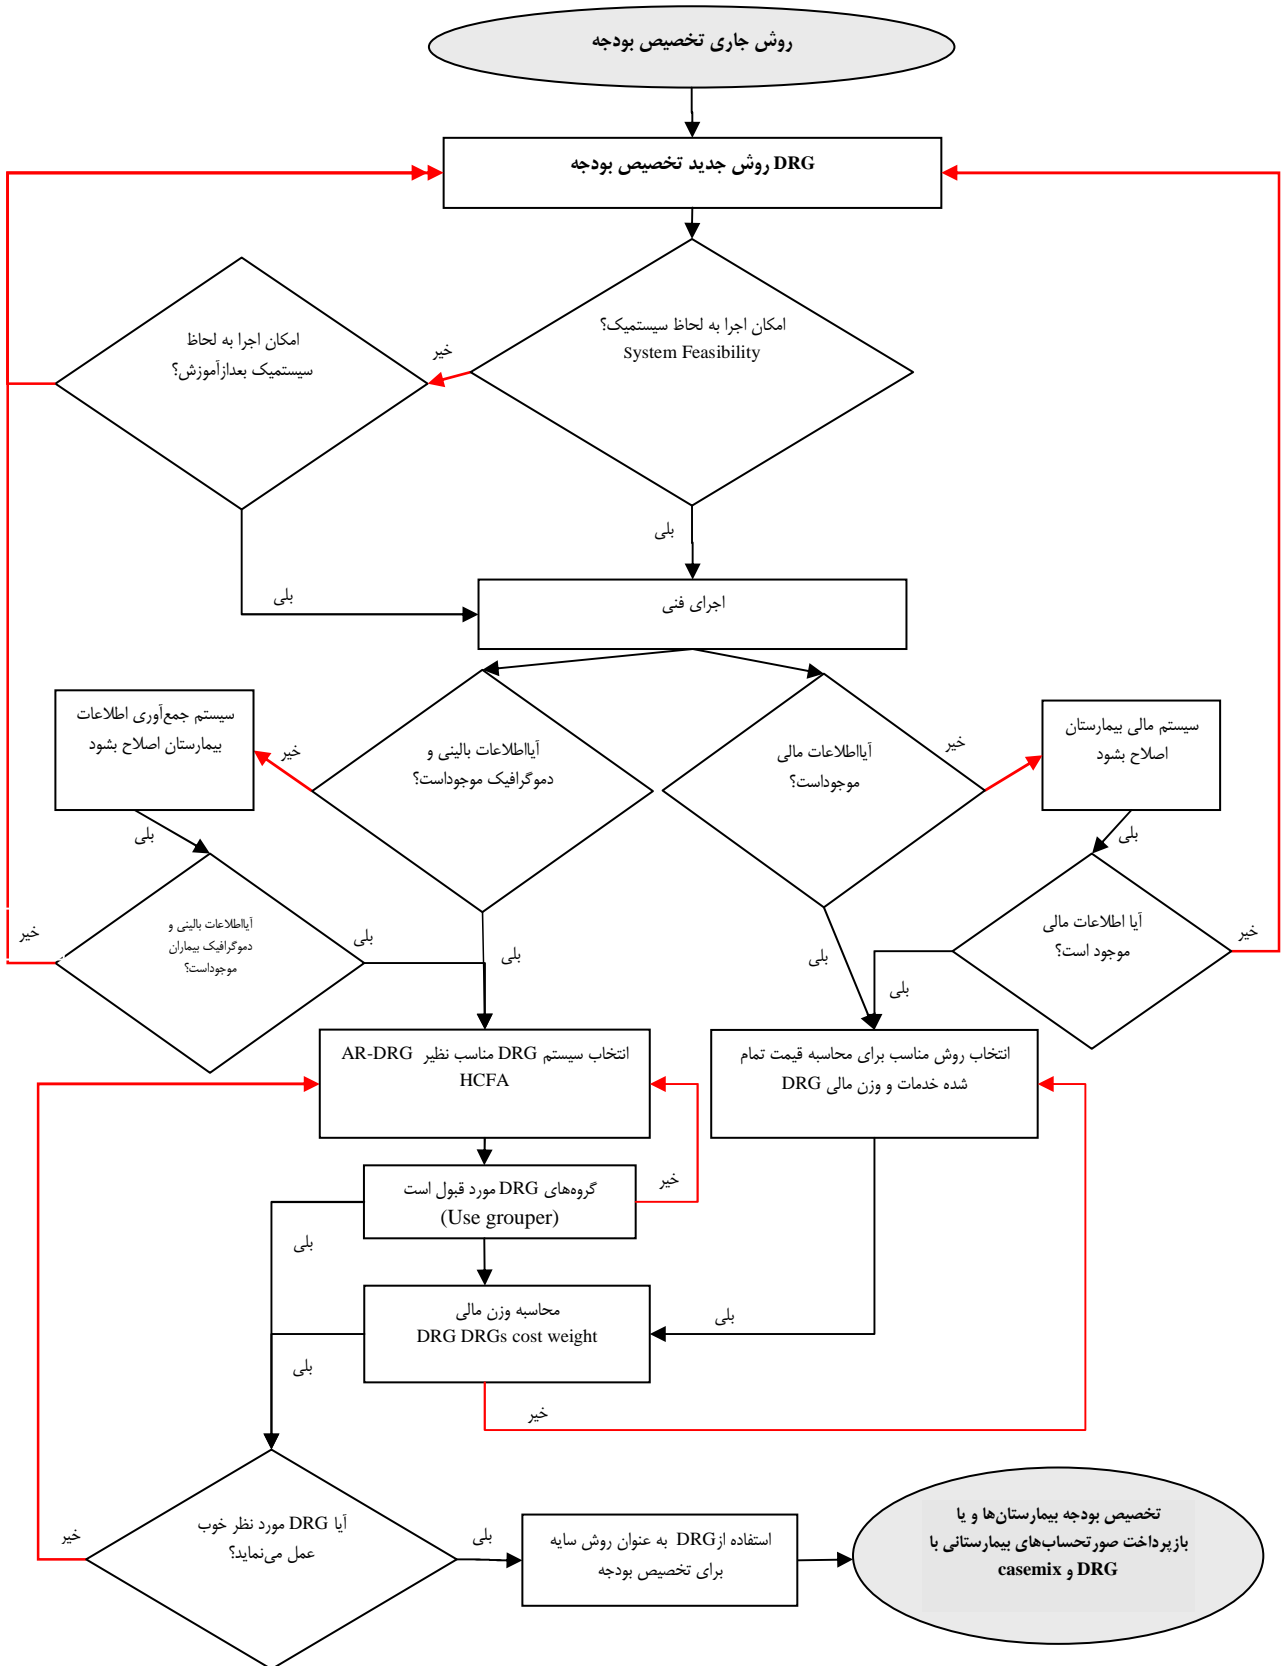 روش جاری تخصیص بودجه
DRG روش جدید تخصیص بودجه
امکان اجرا به لحاظ سیستمیک؟
System Feasibility
خیر
امکان اجرا به لحاظ
سیستمیک بعدازآموزش؟
بلی
بلی
اجرای فنی
سیستم مالی بیمارستان
اصلاح بشود
خیر
آیااطلاعات مالی
موجوداست؟
آیااطلاعات بالینی و
دموگرافیک موجوداست؟
خیر
سیستم جمع‌آوری اطلاعات
بیمارستان اصلاح بشود
بلی
بلی
خیر
آیا اطلاعات مالی
موجود است؟
بلی
بلی
بلی
بلی
آیااطلاعات بالینی و
دموگرافیک بیماران
موجوداست؟
خیر
انتخاب روش مناسب برای محاسبه قیمت تمام
شده خدمات و وزن مالی DRG
انتخاب سیستم DRG مناسب نظیر AR-DRG
HCFA
خیر
گروه‌های DRG مورد قبول است
(Use grouper)
بلی
محاسبه وزن مالی
DRG DRGs cost weight
بلی
بلی
خیر
تخصیص بودجه بیمارستان‌ها و یا
بازپرداخت صورتحساب‌های بیمارستانی با
DRG و casemix
استفاده ازDRG به عنوان روش سایه
برای تخصیص بودجه
بلی
آیا DRG مورد نظر خوب
عمل می‌نماید؟
خیر